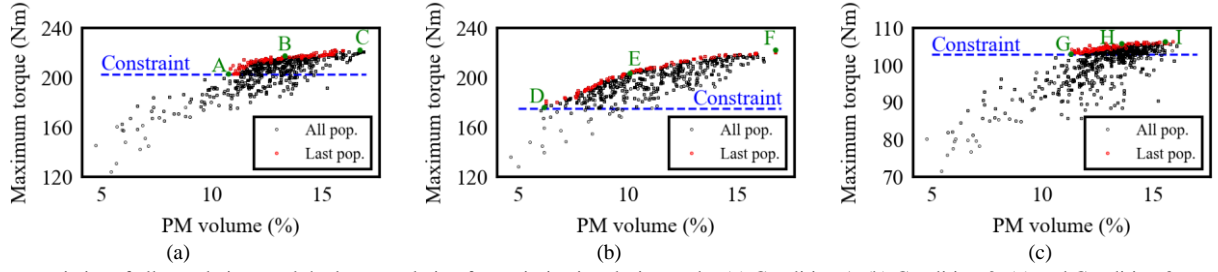 Maximum torque (Nm)
240
200
160
120
5
10
15
PM volume (%)
Constraint
A
B
C
All pop.
Last pop.
(a)
Maximum torque (Nm)
240
200
160
120
5
10
15
PM volume (%)
Constraint
D
E
F
All pop.
Last pop.
(b)
Maximum torque (Nm)
110
100
90
80
70
5
10
15
PM volume (%)
Constraint
G
H
I
All pop.
Last pop.
(c)